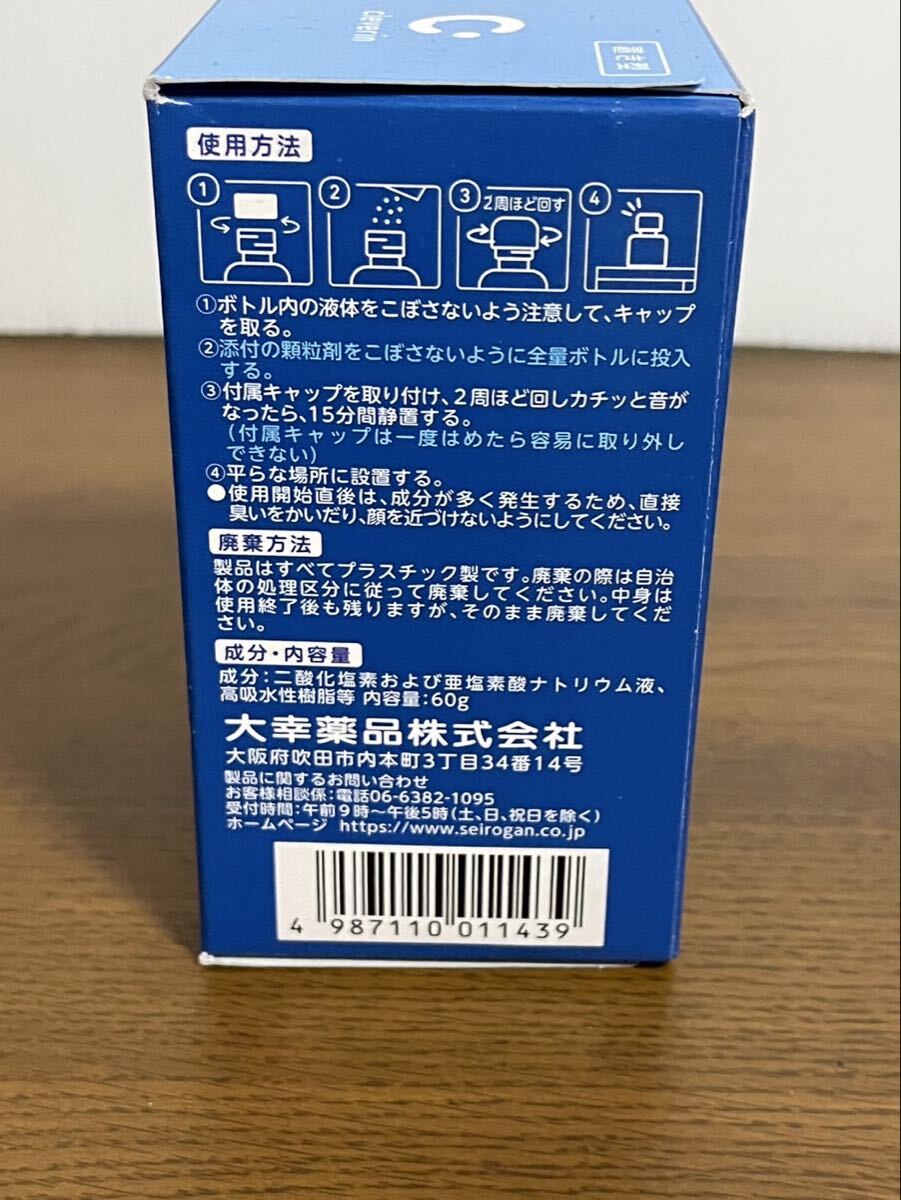 cleverin
使用方法
① ② ③ ④
2周ほど回す
①ボトル内の液体をこぼさないよう注意して、キャップ
を取る。
②添付の顆粒剤をこぼさないように全量ボトルに投入
する。
③付属キャップを取り付け、2周ほど回しカチッと音が
なったら、15分間静置する。
(付属キャップは一度はめたら容易に取り外し
できない)
④平らな場所に設置する。
●使用開始直後は、成分が多く発生するため、直接
臭いをかいだり、顔を近づけないようにしてください。
廃棄方法
製品はすべてプラスチック製です。廃棄の際は自治
体の処理区分に従って廃棄してください。中身は
使用終了後も残りますが、そのまま廃棄してくだ
さい。
成分・内容量
成分:二酸化塩素および亜塩素酸ナトリウム液、
高吸水性樹脂等 内容量:60g
大幸薬品株式会社
大阪府吹田市内本町3丁目34番14号
製品に関するお問い合わせ
お客様相談係:電話06-6382-1095
受付時間:午前9時～午後5時(土、日、祝日を除く)
ホームページ https://www.seirogan.co.jp
4 987110 011439